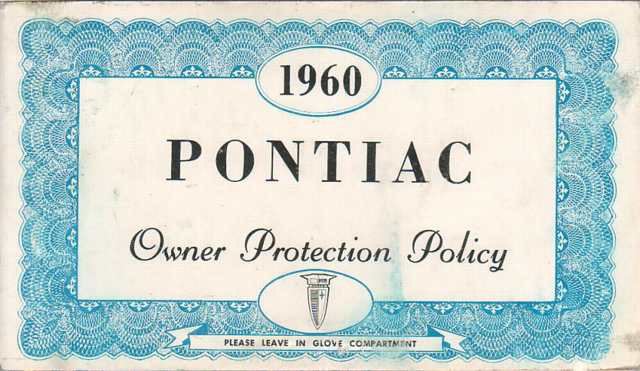 1960
PONTIAC
Owner Protection Policy
PLEASE LEAVE IN GLOVE COMPARTMENT